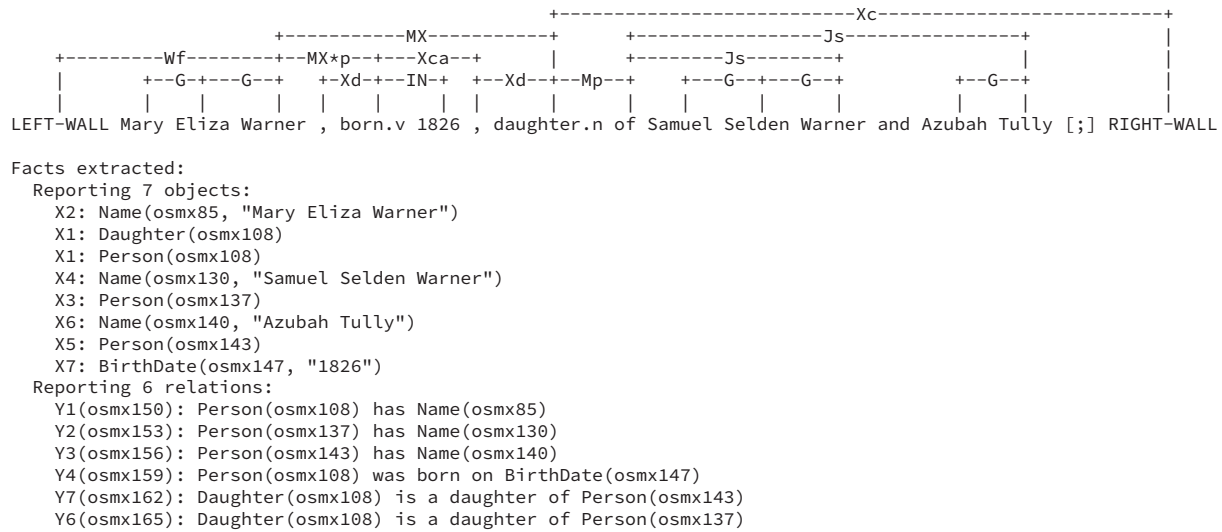 +-----------------------------Xc----------------------------+
+-----------MX-----------+ +-----------------Js----------------+ |
+---------Wf--------+--MX*p--+---Xca--+ | +--------Js-------+ | |
| +--G-+---G--+ +-Xd-+--IN-+ +--Xd--+--Mp--+ +---G--+---G--+ +--G--+ |
| | | | | | | | | | | | | | | |
LEFT-WALL Mary Eliza Warner , born.v 1826 , daughter.n of Samuel Selden Warner and Azubah Tully [;] RIGHT-WALL
Facts extracted:
Reporting 7 objects:
X2: Name(osmx85, "Mary Eliza Warner")
X1: Daughter(osmx108)
X1: Person(osmx108)
X4: Name(osmx130, "Samuel Selden Warner")
X3: Person(osmx137)
X6: Name(osmx140, "Azubah Tully")
X5: Person(osmx143)
X7: BirthDate(osmx147, "1826")
Reporting 6 relations:
Y1(osmx150): Person(osmx108) has Name(osmx85)
Y2(osmx153): Person(osmx137) has Name(osmx130)
Y3(osmx156): Person(osmx143) has Name(osmx140)
Y4(osmx159): Person(osmx108) was born on BirthDate(osmx147)
Y7(osmx162): Daughter(osmx108) is a daughter of Person(osmx143)
Y6(osmx165): Daughter(osmx108) is a daughter of Person(osmx137)